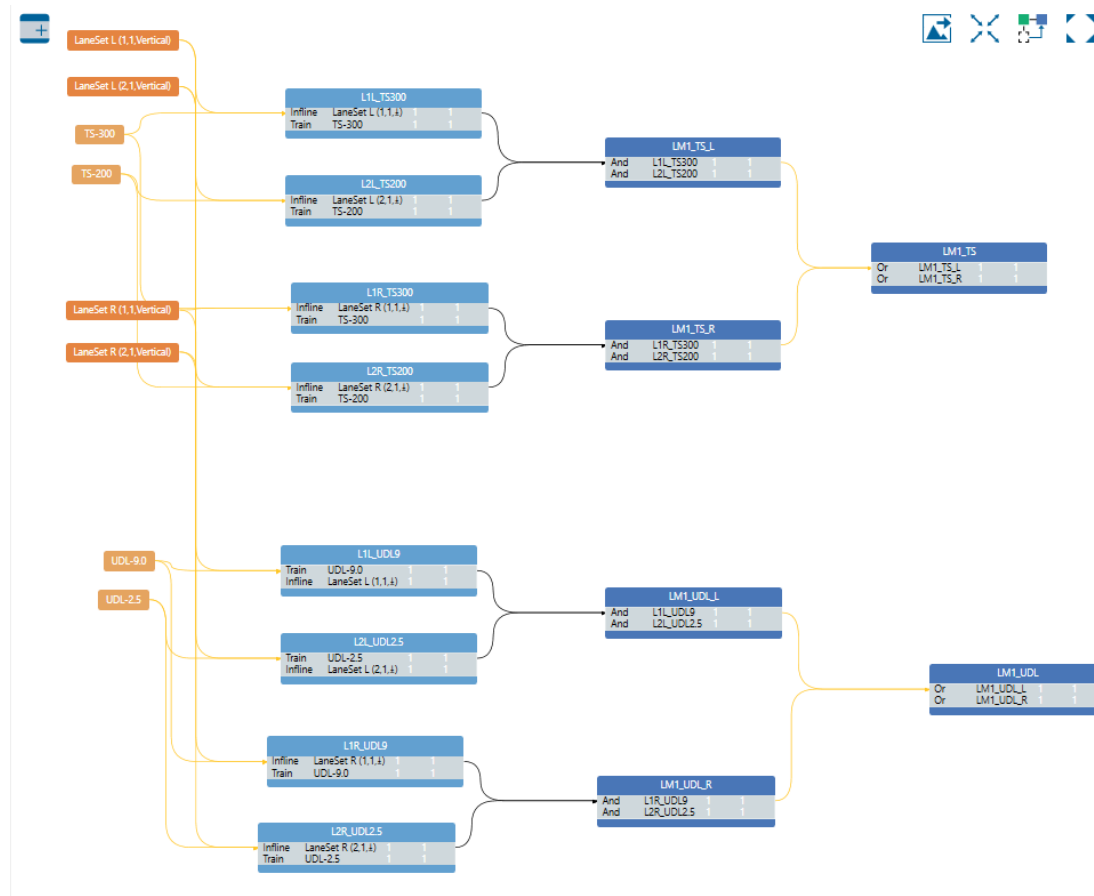 LaneSet L (1,1,Vertical)
LaneSet L (2,1,Vertical)
TS-300
TS-200
LaneSet R (1,1,Vertical)
LaneSet R (2,1,Vertical)
UDL-9.0
UDL-2.5
L1L_TS300
Infline LaneSet L (1,1,⟂) 1 1
Train TS-300 1 1
L2L_TS200
Infline LaneSet L (2,1,⟂) 1 1
Train TS-200 1 1
L1R_TS300
Infline LaneSet R (1,1,⟂) 1 1
Train TS-300 1 1
L2R_TS200
Infline LaneSet R (2,1,⟂) 1 1
Train TS-200 1 1
L1L_UDL9
Train UDL-9.0 1 1
Infline LaneSet L (1,1,⟂) 1 1
L2L_UDL2.5
Train UDL-2.5 1 1
Infline LaneSet L (2,1,⟂) 1 1
L1R_UDL9
Infline LaneSet R (1,1,⟂) 1 1
Train UDL-9.0 1 1
L2R_UDL2.5
Infline LaneSet R (2,1,⟂) 1 1
Train UDL-2.5 1 1
LM1_TS_L
And L1L_TS300 1 1
And L2L_TS200 1 1
LM1_TS_R
And L1R_TS300 1 1
And L2R_TS200 1 1
LM1_UDL_L
And L1L_UDL9 1 1
And L2L_UDL2.5 1 1
LM1_UDL_R
And L1R_UDL9 1 1
And L2R_UDL2.5 1 1
LM1_TS
Or LM1_TS_L 1 1
Or LM1_TS_R 1 1
LM1_UDL
Or LM1_UDL_L 1 1
Or LM1_UDL_R 1 1